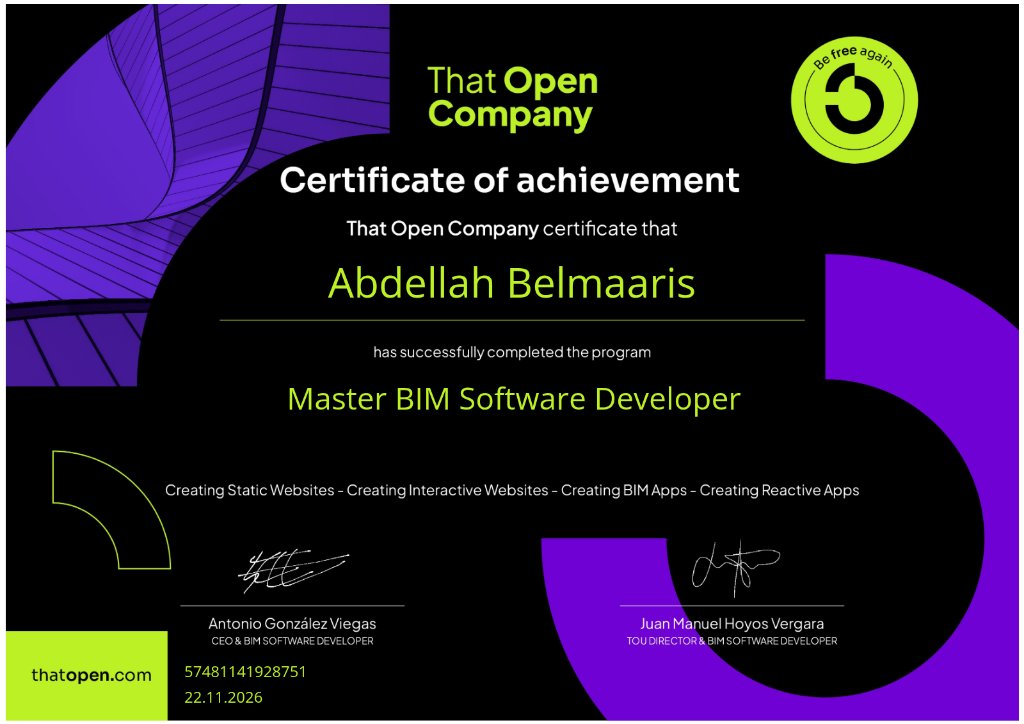 That Open
Company
Be free again
Certificate of achievement
That Open Company certificate that
Abdellah Belmaaris
has successfully completed the program
Master BIM Software Developer
Creating Static Websites - Creating Interactive Websites - Creating BIM Apps - Creating Reactive Apps
Antonio González Viegas
CEO & BIM SOFTWARE DEVELOPER
Juan Manuel Hoyos Vergara
TOU DIRECTOR & BIM SOFTWARE DEVELOPER
thatopen.com
57481141928751
22.11.2026